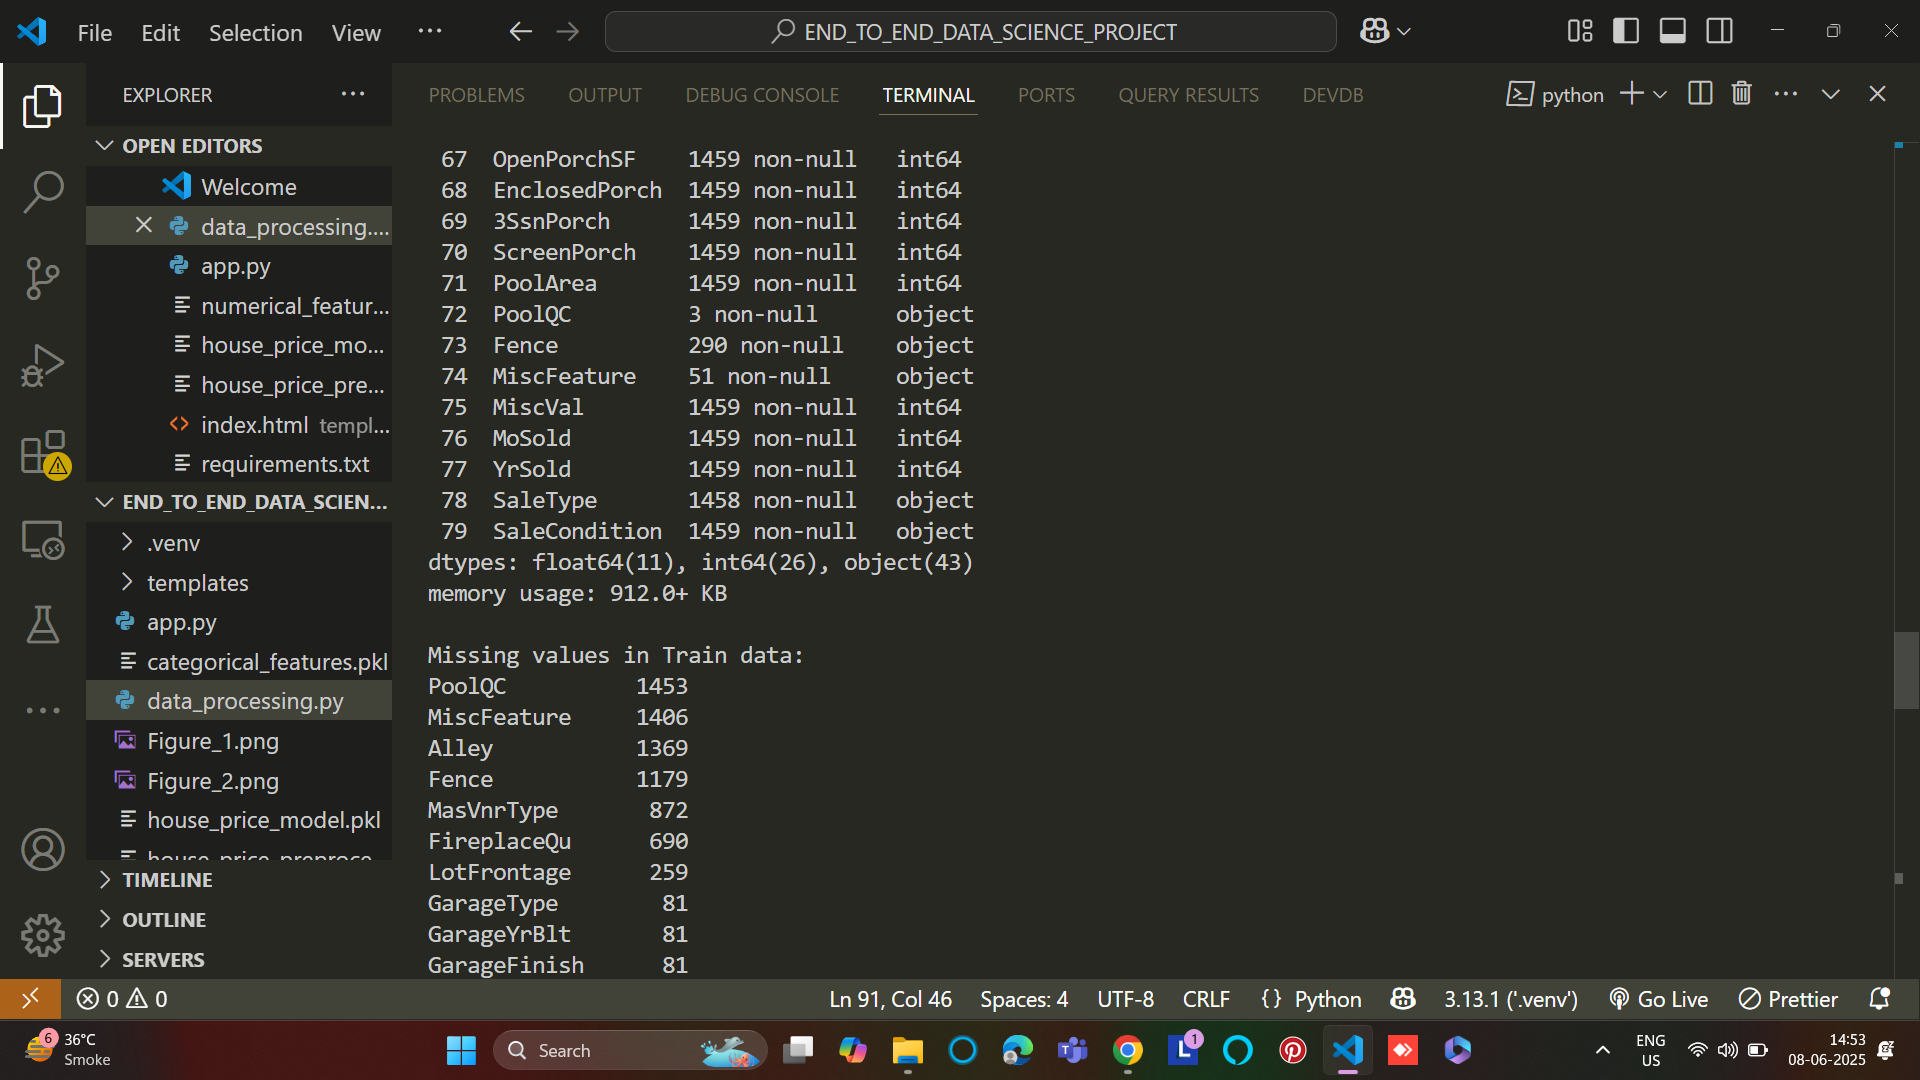 File Edit Selection View ...
END_TO_END_DATA_SCIENCE_PROJECT
EXPLORER
OPEN EDITORS
Welcome
data_processing....
app.py
numerical_featur...
house_price_mo...
house_price_pre...
index.html templ...
requirements.txt
END_TO_END_DATA_SCIEN...
.venv
templates
app.py
categorical_features.pkl
data_processing.py
Figure_1.png
Figure_2.png
house_price_model.pkl
house_price_preproce
TIMELINE
OUTLINE
SERVERS
PROBLEMS OUTPUT DEBUG CONSOLE TERMINAL PORTS QUERY RESULTS DEVDB
python
67 OpenPorchSF 1459 non-null int64
68 EnclosedPorch 1459 non-null int64
69 3SsnPorch 1459 non-null int64
70 ScreenPorch 1459 non-null int64
71 PoolArea 1459 non-null int64
72 PoolQC 3 non-null object
73 Fence 290 non-null object
74 MiscFeature 51 non-null object
75 MiscVal 1459 non-null int64
76 MoSold 1459 non-null int64
77 YrSold 1459 non-null int64
78 SaleType 1458 non-null object
79 SaleCondition 1459 non-null object
dtypes: float64(11), int64(26), object(43)
memory usage: 912.0+ KB
Missing values in Train data:
PoolQC 1453
MiscFeature 1406
Alley 1369
Fence 1179
MasVnrType 872
FireplaceQu 690
LotFrontage 259
GarageType 81
GarageYrBlt 81
GarageFinish 81
0 0
Ln 91, Col 46 Spaces: 4 UTF-8 CRLF {} Python 3.13.1 ('.venv') Go Live Prettier
6
36°C
Smoke
Search
1
ENG
US
14:53
08-06-2025